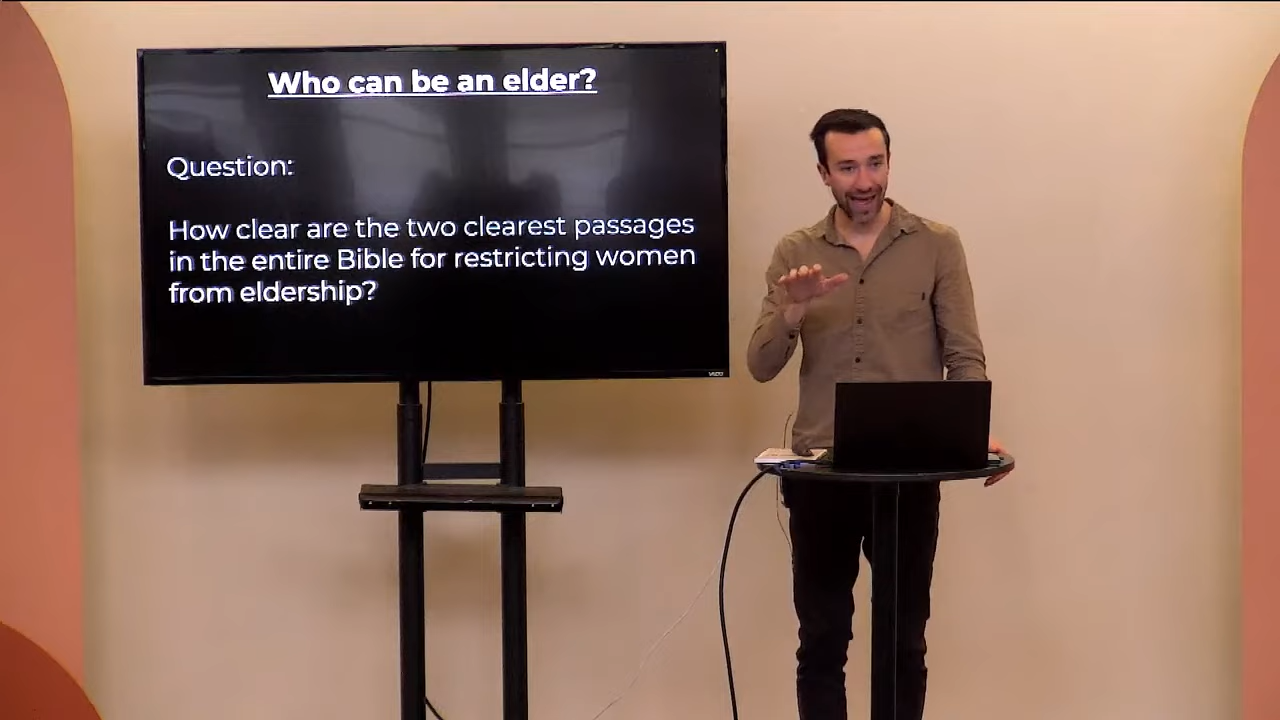 Who can be an elder?
Question:
How clear are the two clearest passages
in the entire Bible for restricting women
from eldership?
VIZIO